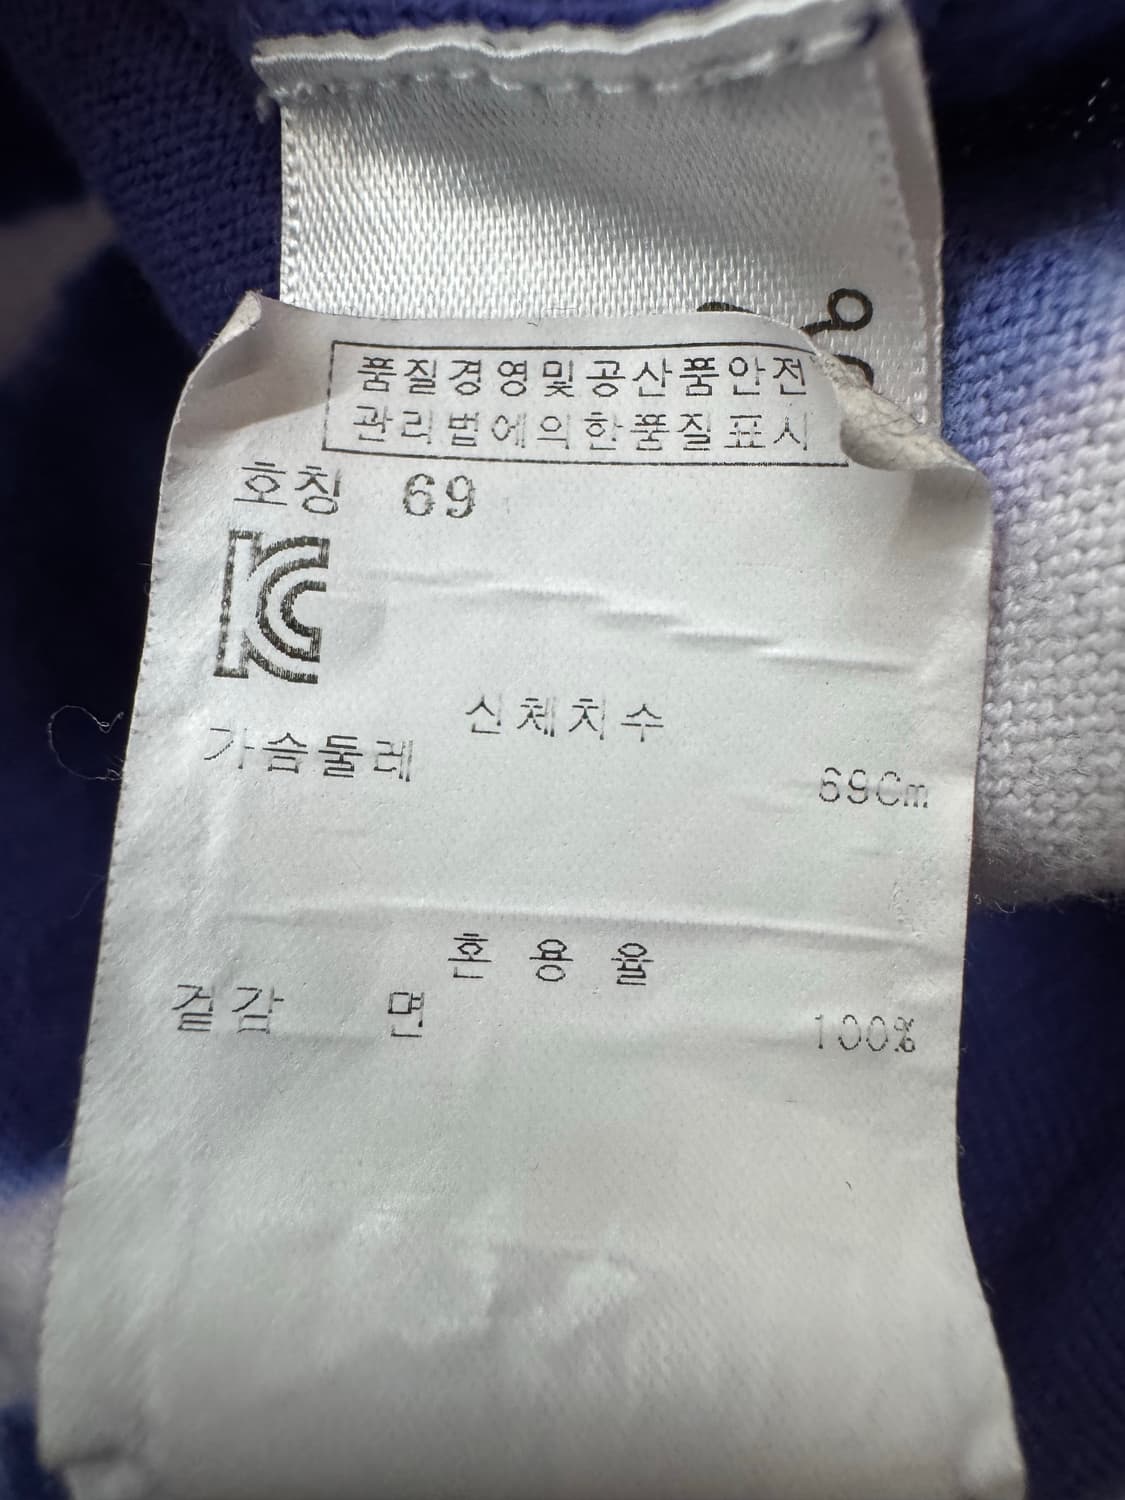 품질경영및공산품안전
관리법에의한품질표시
호칭 69
KC
신체치수
가슴둘레 69Cm
혼용율
겉감 면 100%